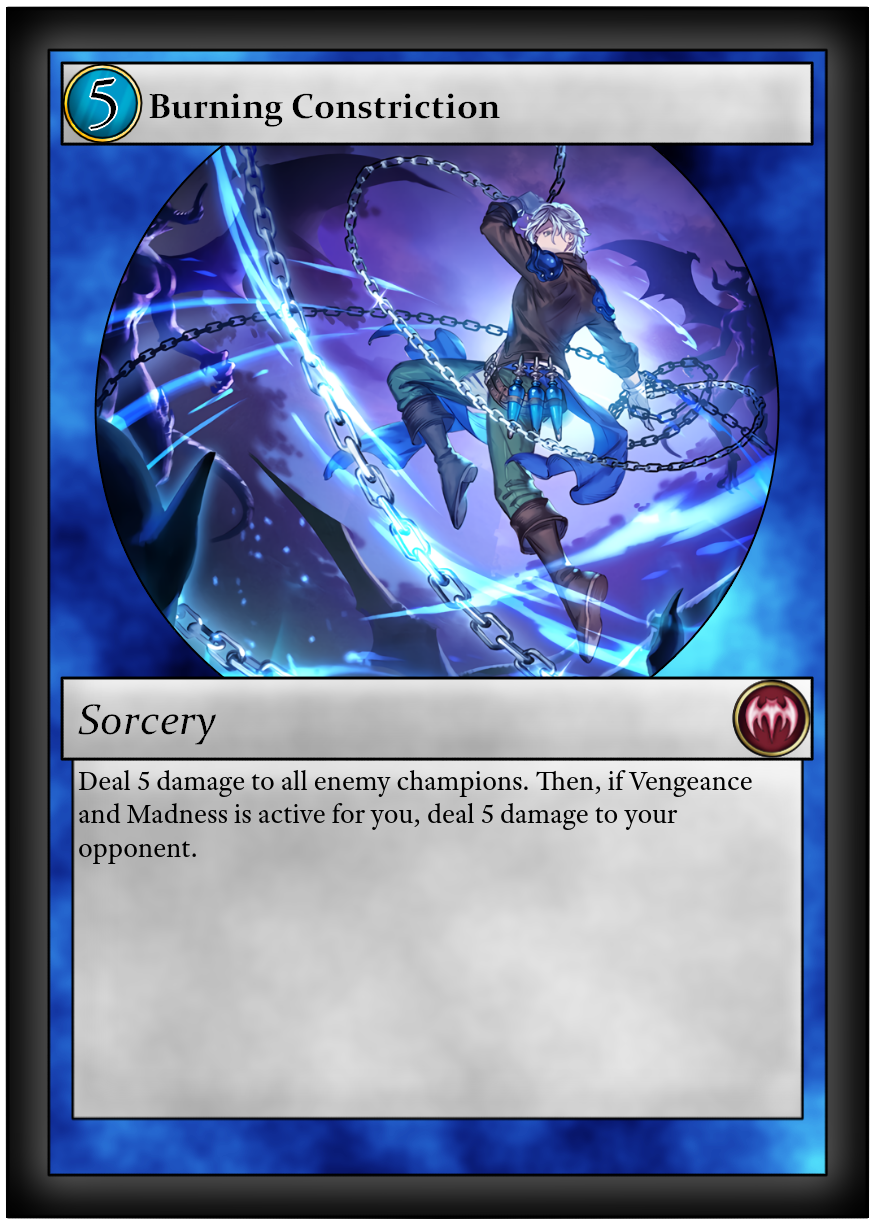 5 Burning Constriction
Sorcery
Deal 5 damage to all enemy champions. Then, if Vengeance
and Madness is active for you, deal 5 damage to your
opponent.